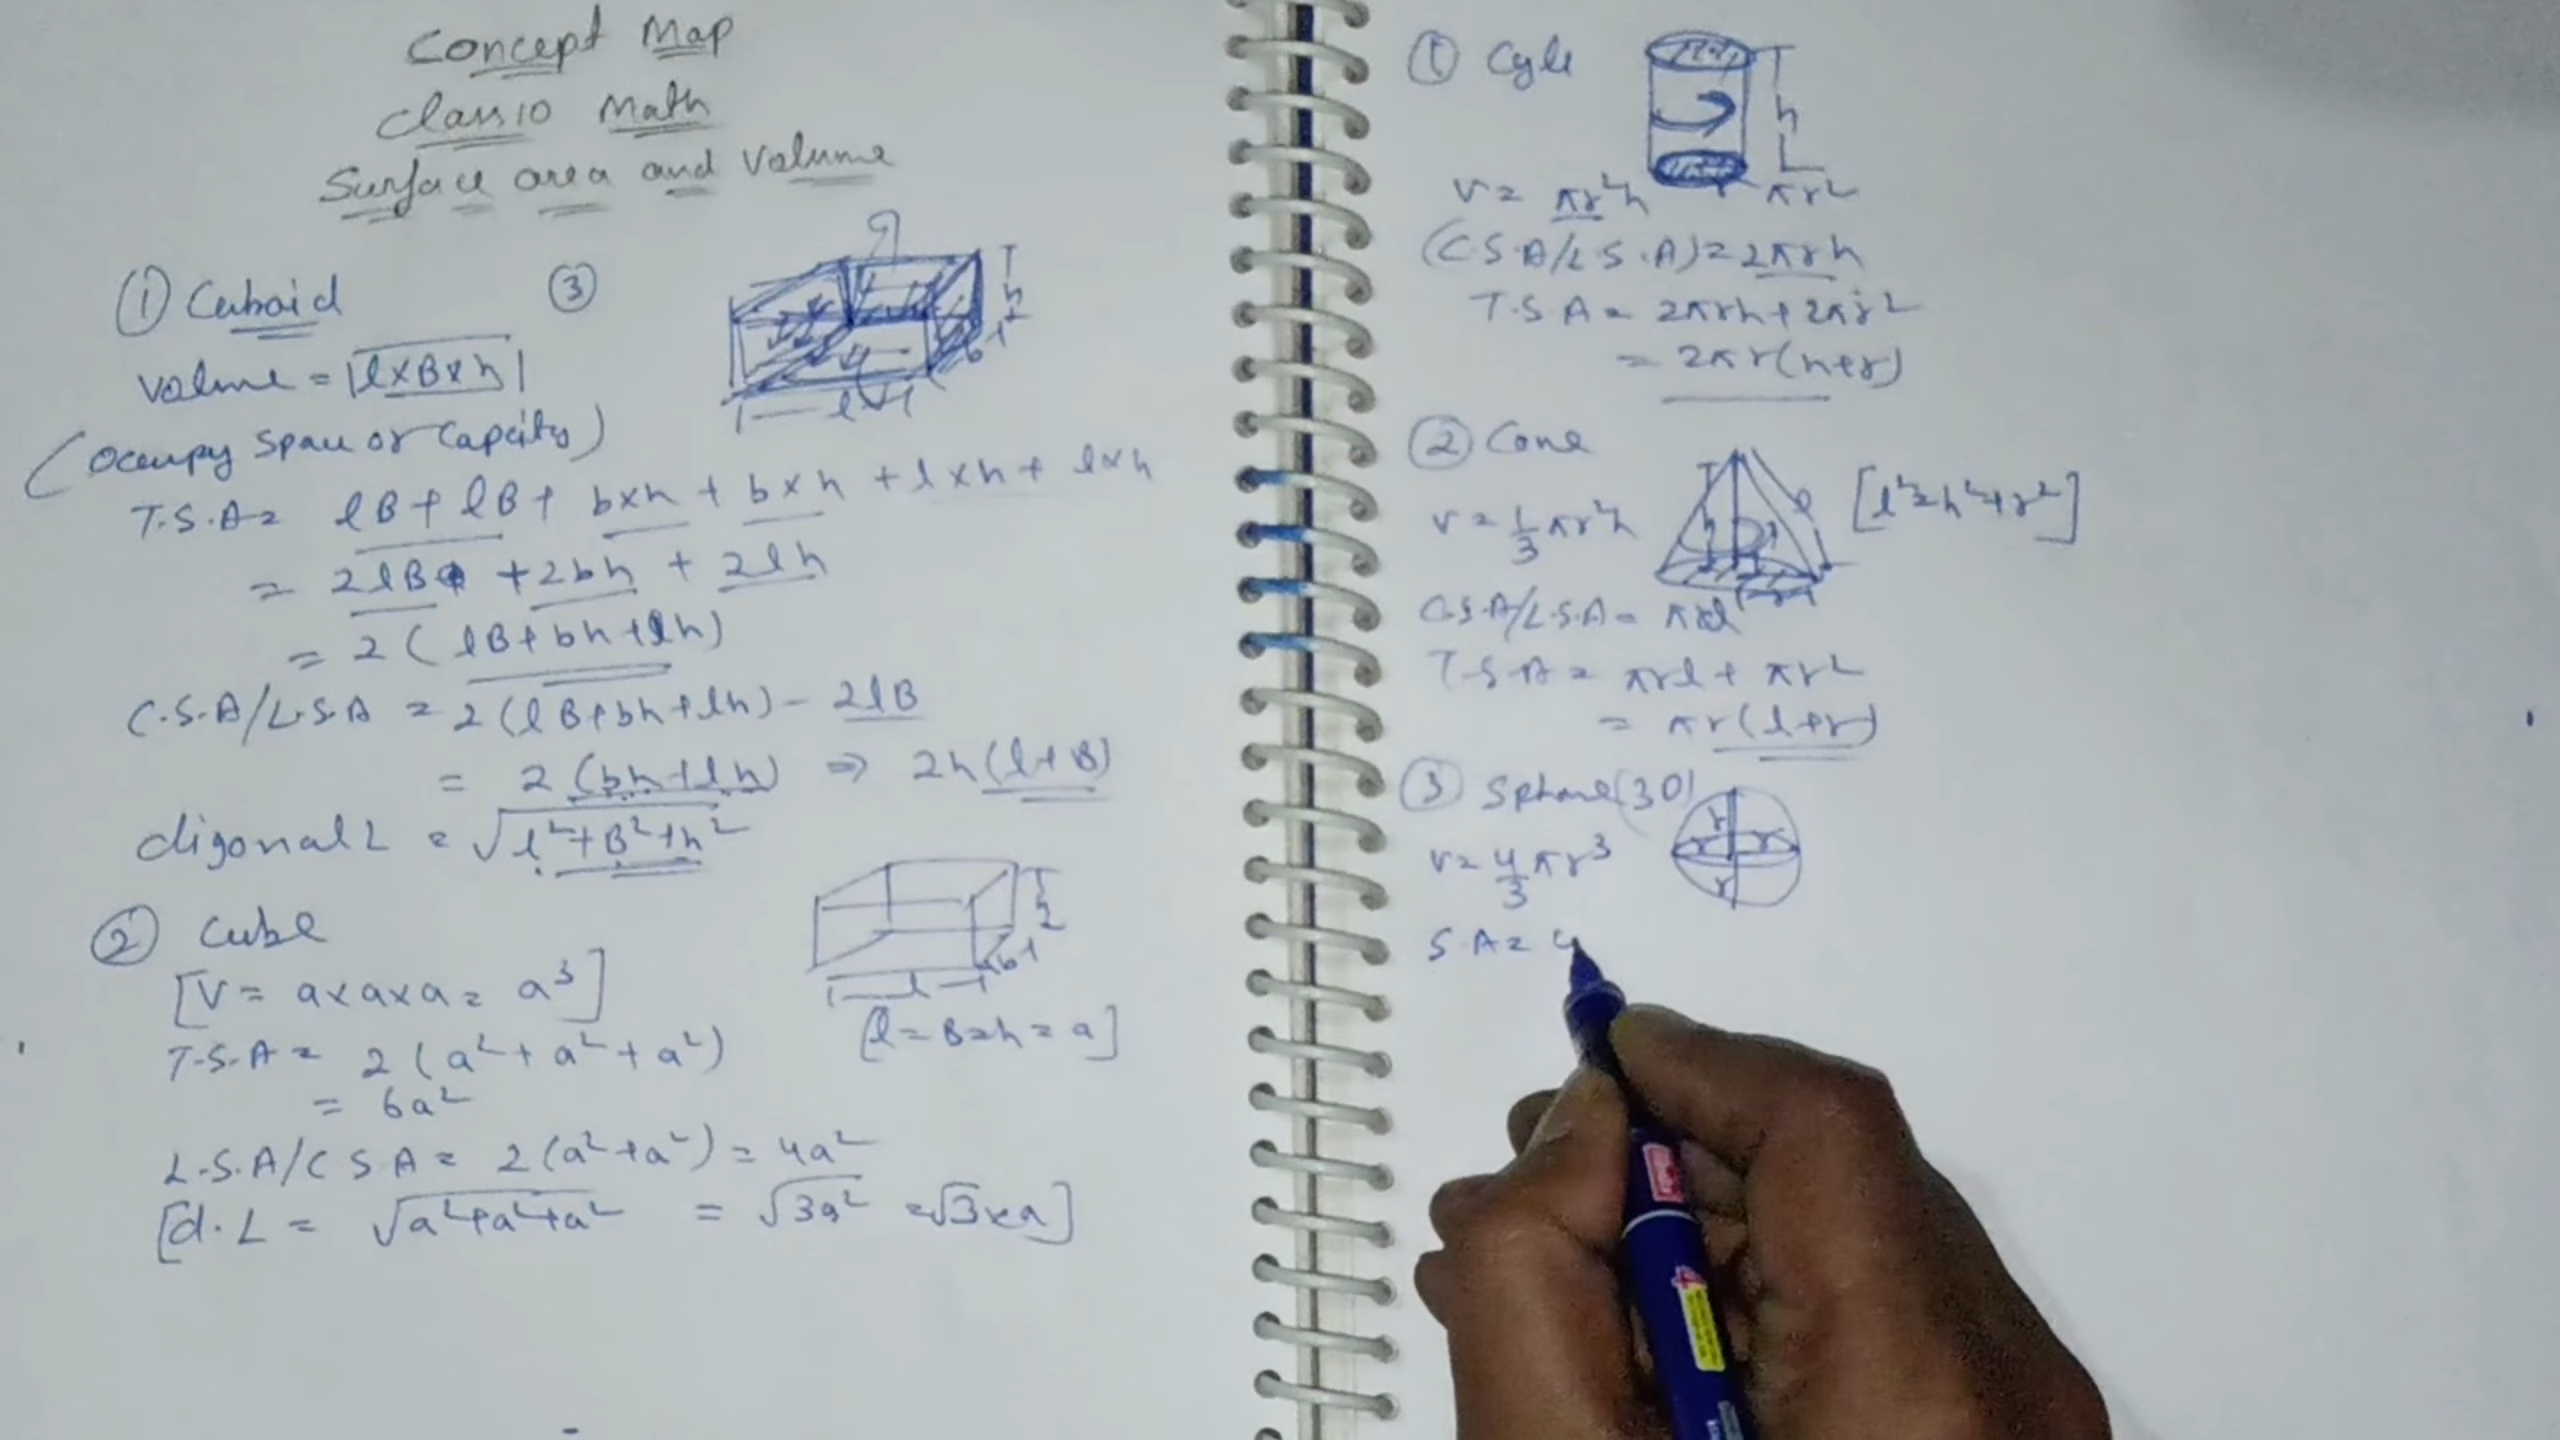 Concept Map
Class 10 Math
Surface area and Volume
① Cuboid ③
h
b
l
Volume = l×B×h
(Occupy Space or Capcity)
T.S.A = lB + lB + b×h + b×h + l×h + l×h
= 2lB + 2bh + 2lh
= 2(lB+bh+lh)
C.S.A/L.S.A = 2(lB+bh+lh) - 2lB
= 2(bh+lh) ⇒ 2h(l+B)
digonal L = √l²+B²+h²
② Cube
h
b
l
[V = a×a×a = a³]
[l=B=h=a]
T.S.A = 2(a²+a²+a²)
= 6a²
L.S.A/C S A = 2(a²+a²) = 4a²
[d.L = √a²+a²+a² = √3a² = √3×a]
①
h
V = πr²h
r πr²
(C.S.A/L.S.A) = 2πrh
T.S.A = 2πrh+2πr²
= 2πr(h+r)
② Cone
h l
r
[l²=h²+r²]
V = 1/3 πr²h
C.S.A/L.S.A = πrl
T.S.A = πrl + πr²
= πr(l+r)
③ (3D)
r r r r
V = 4/3 πr³
S.A = 4